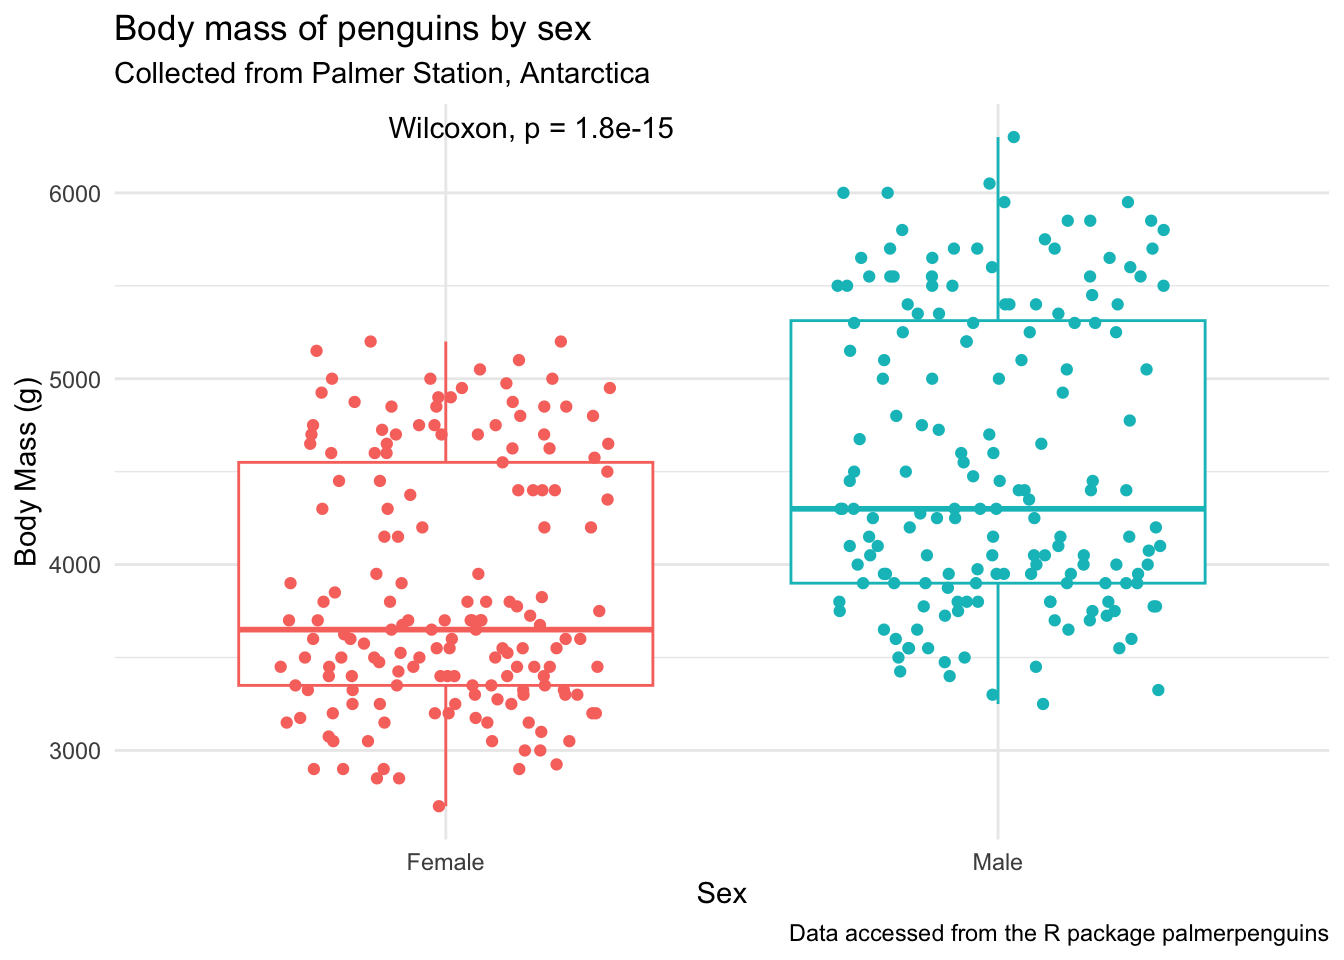 Body mass of penguins by sex
Collected from Palmer Station, Antarctica
Wilcoxon, p = 1.8e-15
6000
5000
4000
3000
Body Mass (g)
Female
Male
Sex
Data accessed from the R package palmerpenguins